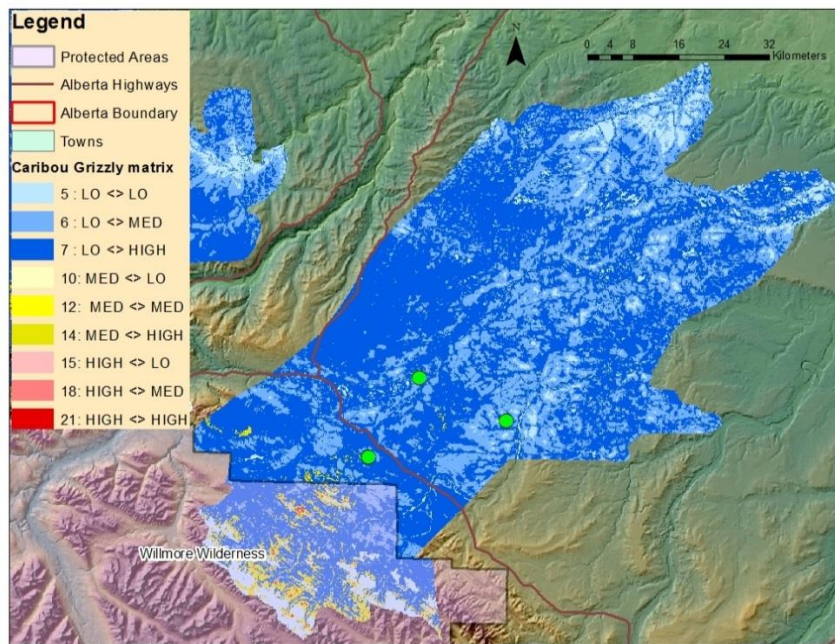 Legend
Protected Areas
Alberta Highways
Alberta Boundary
Towns
Caribou Grizzly matrix
5 : LO <> LO
6 : LO <> MED
7 : LO <> HIGH
10 : MED <> LO
12 : MED <> MED
14 : MED <> HIGH
15 : HIGH <> LO
18 : HIGH <> MED
21: HIGH <> HIGH
N
0 4 8 16 24 32
Kilometers
Willmore Wilderness